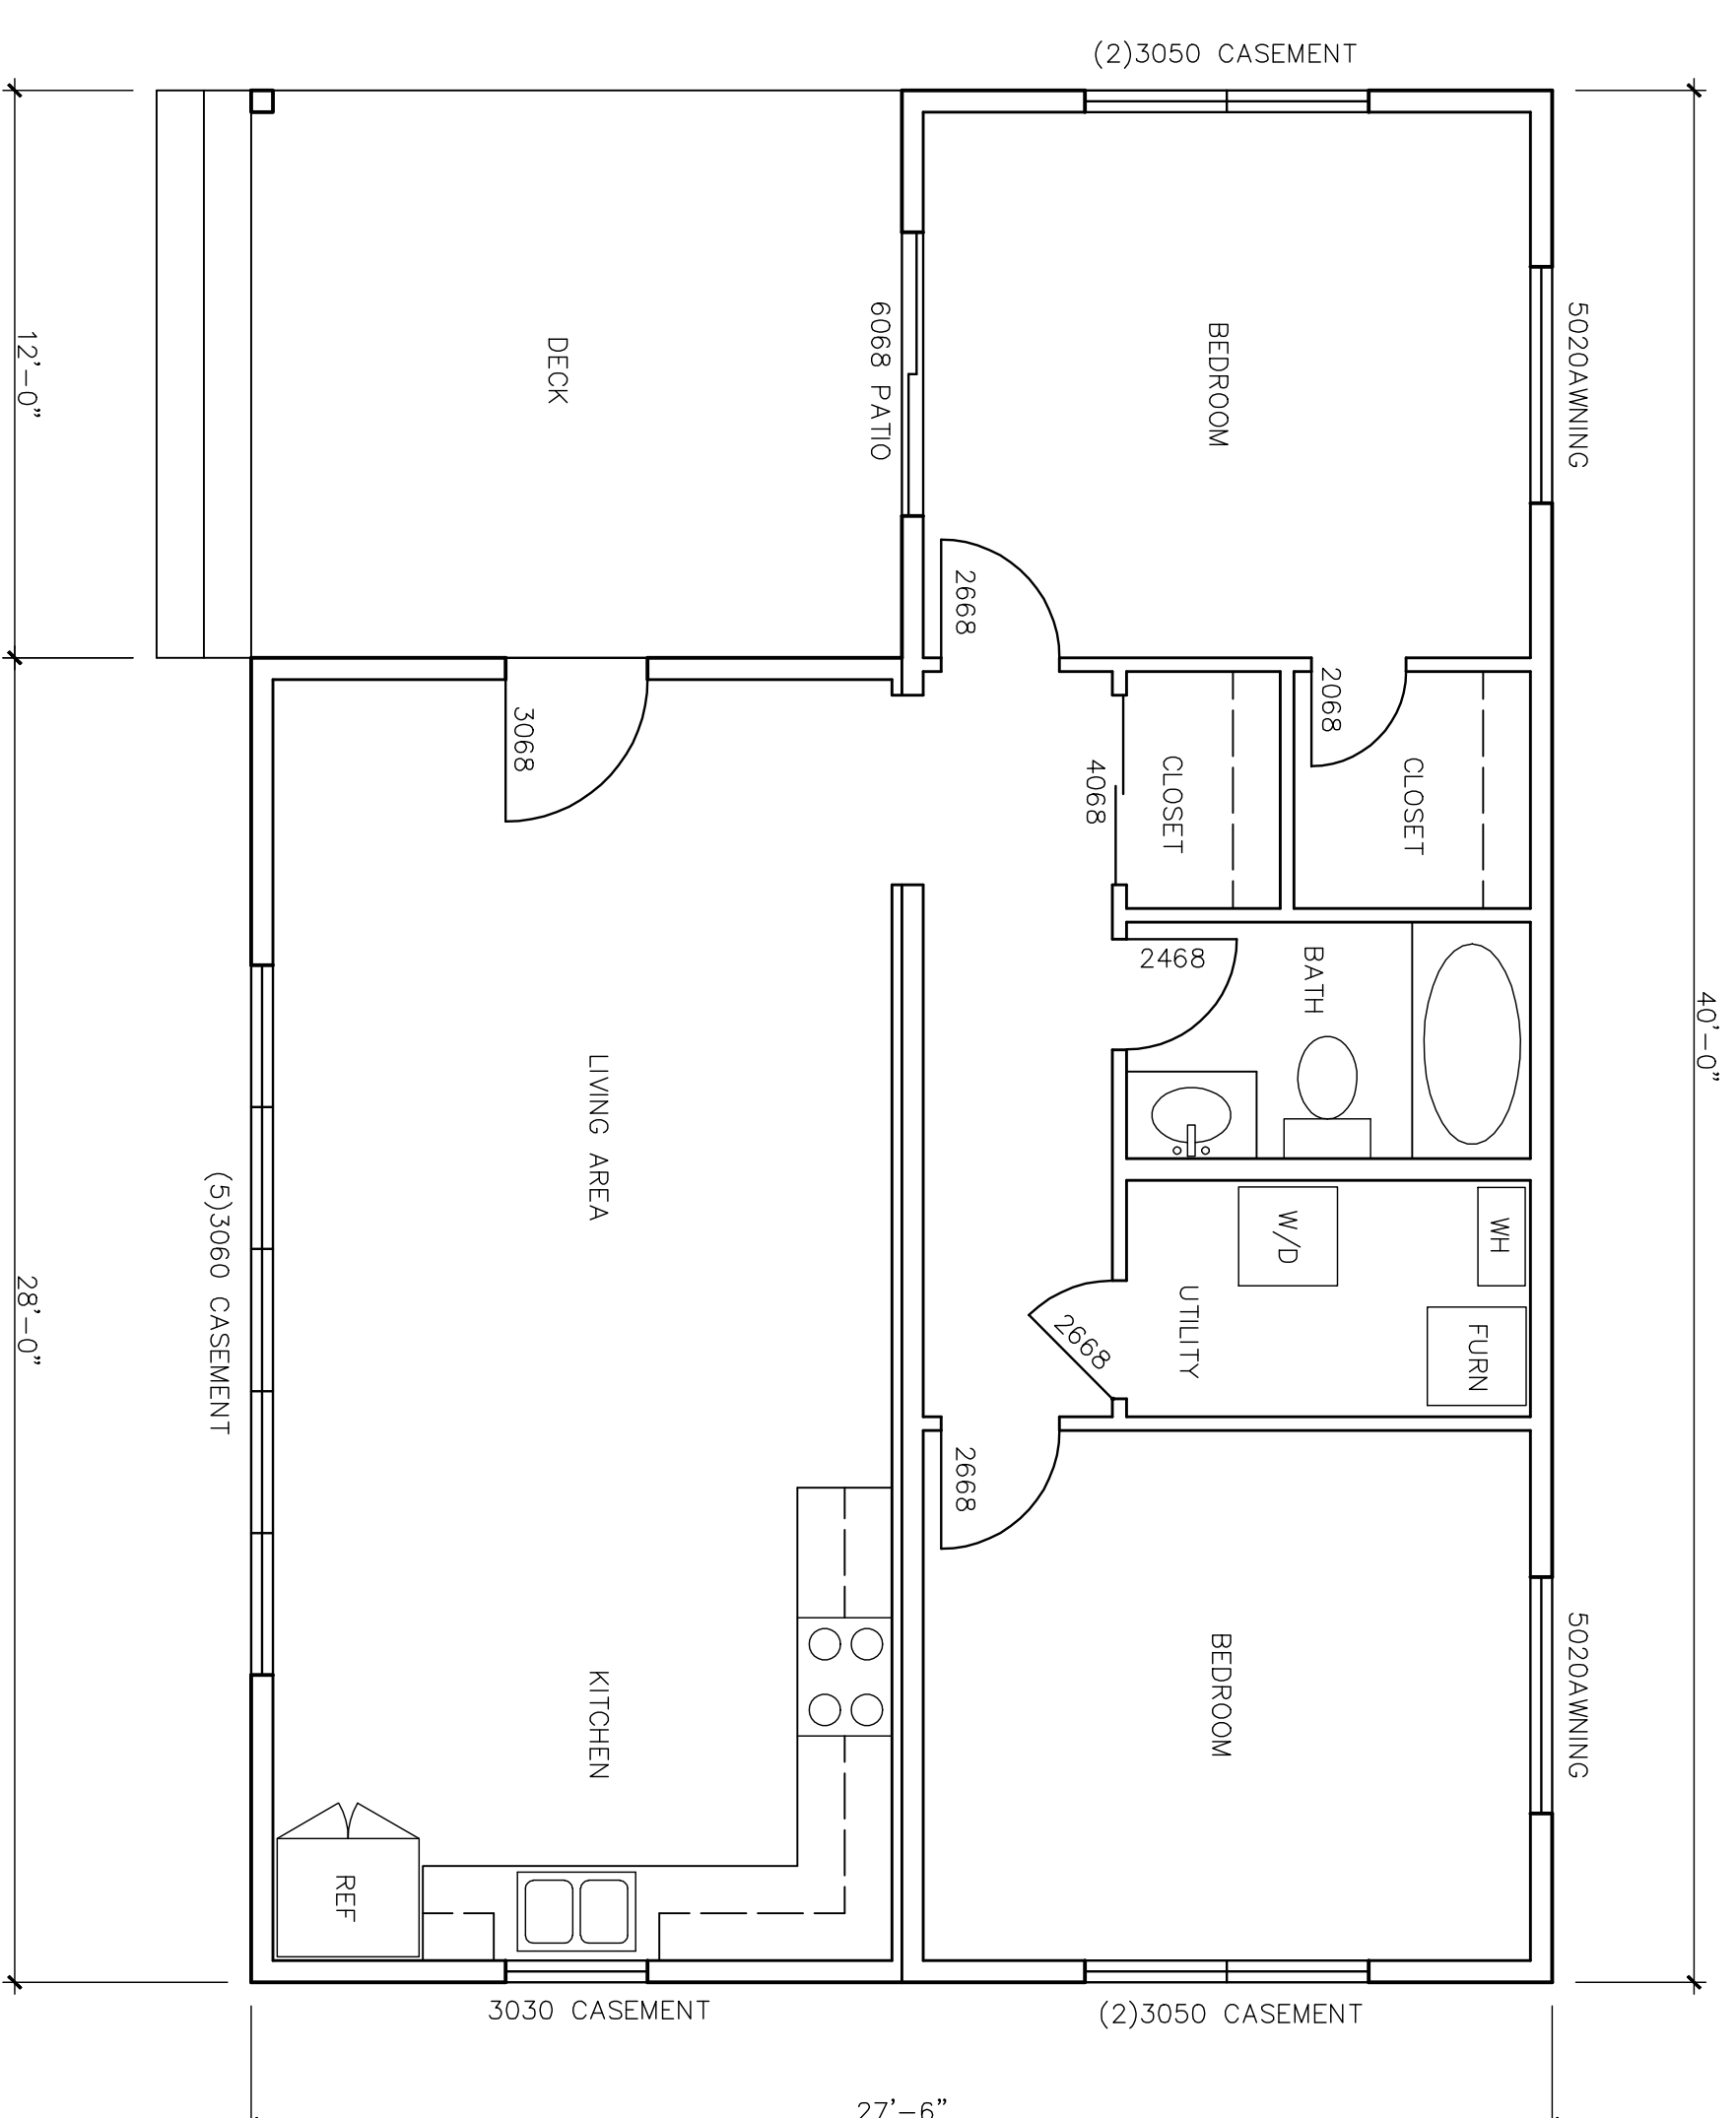 (2)3050 CASEMENT
5020AWNING
BEDROOM
6068 PATIO
DECK
12'-0"
40'-0"
2668
2068
CLOSET
CLOSET
4068
3068
2468
BATH
LIVING AREA
(5)3060 CASEMENT
28'-0"
WH
W/D
UTILITY
FURN
2668
2668
5020AWNING
BEDROOM
KITCHEN
REF
3030 CASEMENT
(2)3050 CASEMENT
27'-6"